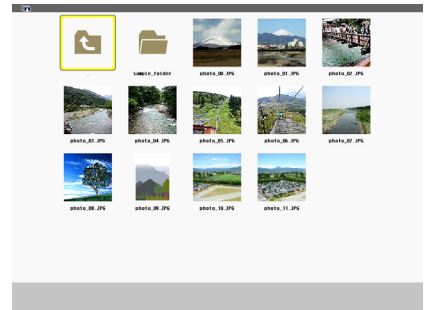 ..
sample_folder
photo_00.JPG
photo_01.JPG
photo_02.JPG
photo_03.JPG
photo_04.JPG
photo_05.JPG
photo_06.JPG
photo_07.JPG
photo_08.JPG
photo_09.JPG
photo_10.JPG
photo_11.JPG